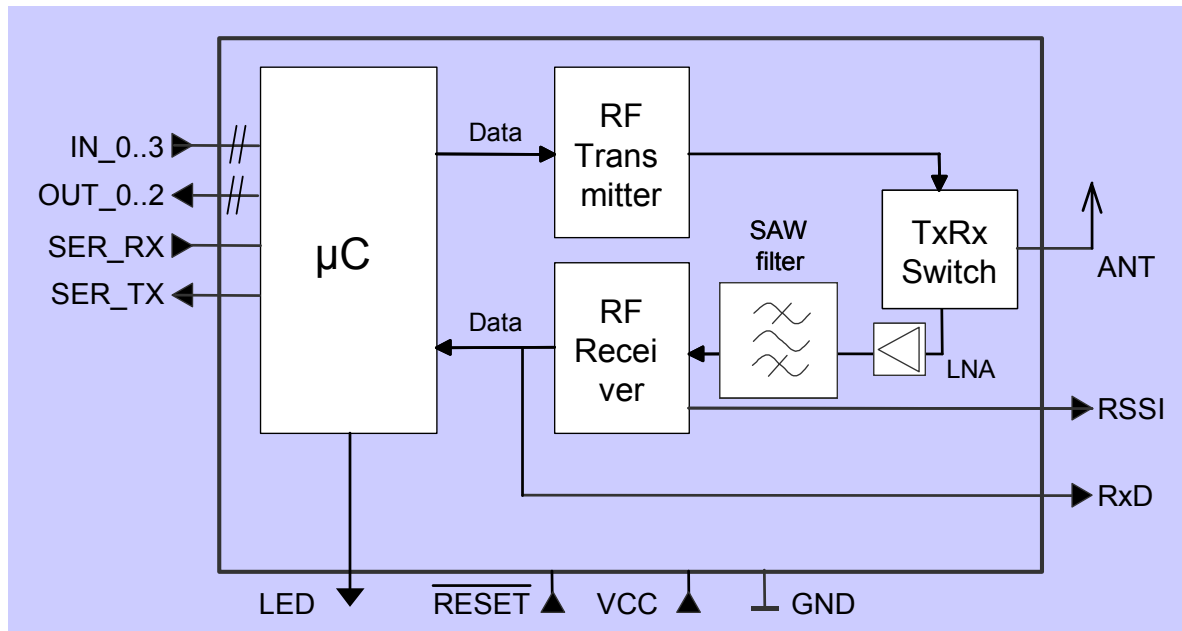 IN_0..3
OUT_0..2
SER_RX
SER_TX
µC
Data
RF
Trans
mitter
TxRx
Switch
ANT
SAW
filter
Data
RF
Recei
ver
LNA
RSSI
RxD
LED
RESET
VCC
GND